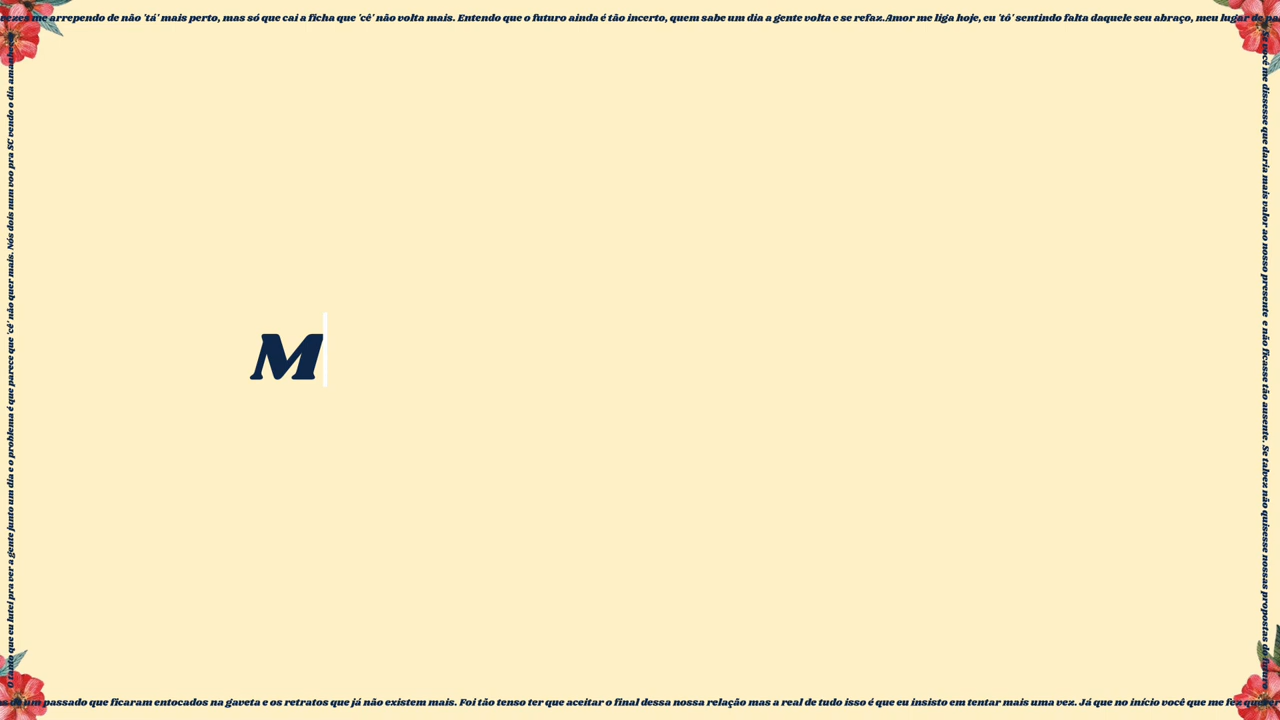 vezes me arrependo de não 'tá' mais perto, mas só que cai a ficha que 'cê' não volta mais. Entendo que o futuro ainda é tão incerto, quem sabe um dia a gente volta e se refaz..Amor me liga hoje, eu 'tô' sentindo falta daquele seu abraço, meu lugar de
O tanto que eu lutei pra ver a gente junto um dia e o problema é que parece que 'cê' não quer mais. Nós dois num voo pra SC vendo o dia
M
Se você me dissesse que daria mais valor ao nosso presente e não ficasse tão ausente. Se talvez não quisesse nossas propostas do futuro
de um passado que ficaram entocados na gaveta e os retratos que já não existem mais. Foi tão tenso ter que aceitar o final dessa nossa relação mas a real de tudo isso é que eu insisto em tentar mais uma vez. Já que no início você que me fez